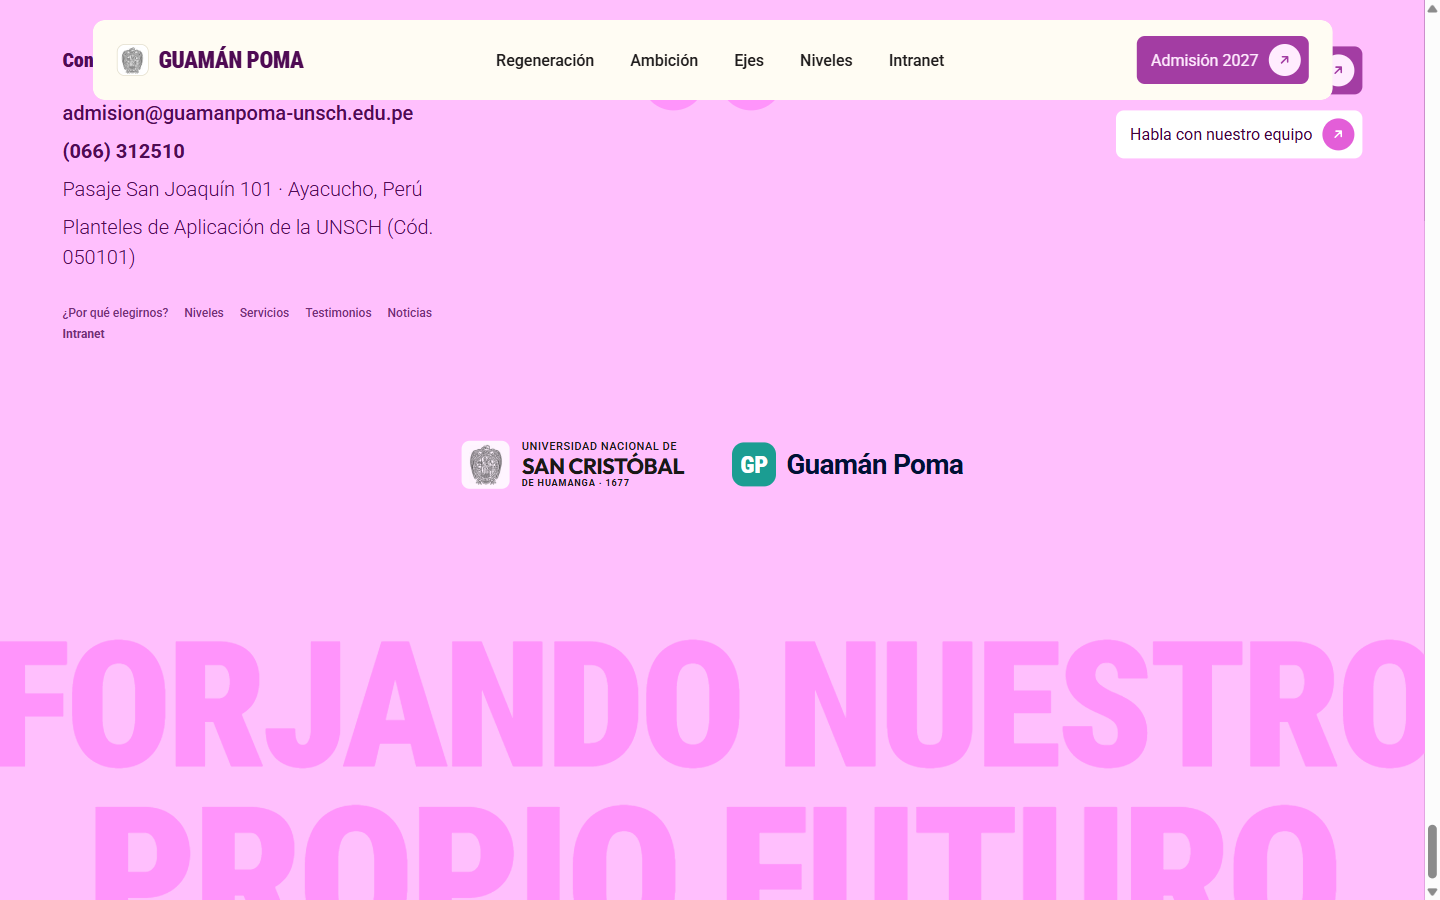 GUAMÁN POMA
Regeneración
Ambición
Ejes
Niveles
Intranet
Admisión 2027
Con
admision@guamanpoma-unsch.edu.pe
(066) 312510
Pasaje San Joaquín 101 · Ayacucho, Perú
Planteles de Aplicación de la UNSCH (Cód.
050101)
Habla con nuestro equipo
¿Por qué elegirnos? Niveles Servicios Testimonios Noticias
Intranet
UNIVERSIDAD NACIONAL DE
SAN CRISTÓBAL
DE HUAMANGA · 1677
GP Guamán Poma
FORJANDO NUESTRO
PROPIO FUTURO